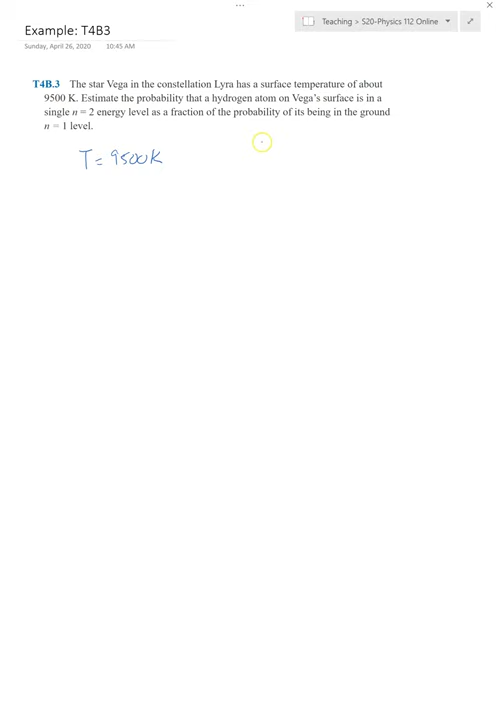 Example: T4B3
Teaching > S20-Physics 112 Online
Sunday, April 26, 2020 10:45 AM
T4B.3 The star Vega in the constellation Lyra has a surface temperature of about
9500 K. Estimate the probability that a hydrogen atom on Vega's surface is in a
single n = 2 energy level as a fraction of the probability of its being in the ground
n = 1 level.
T = 9500K